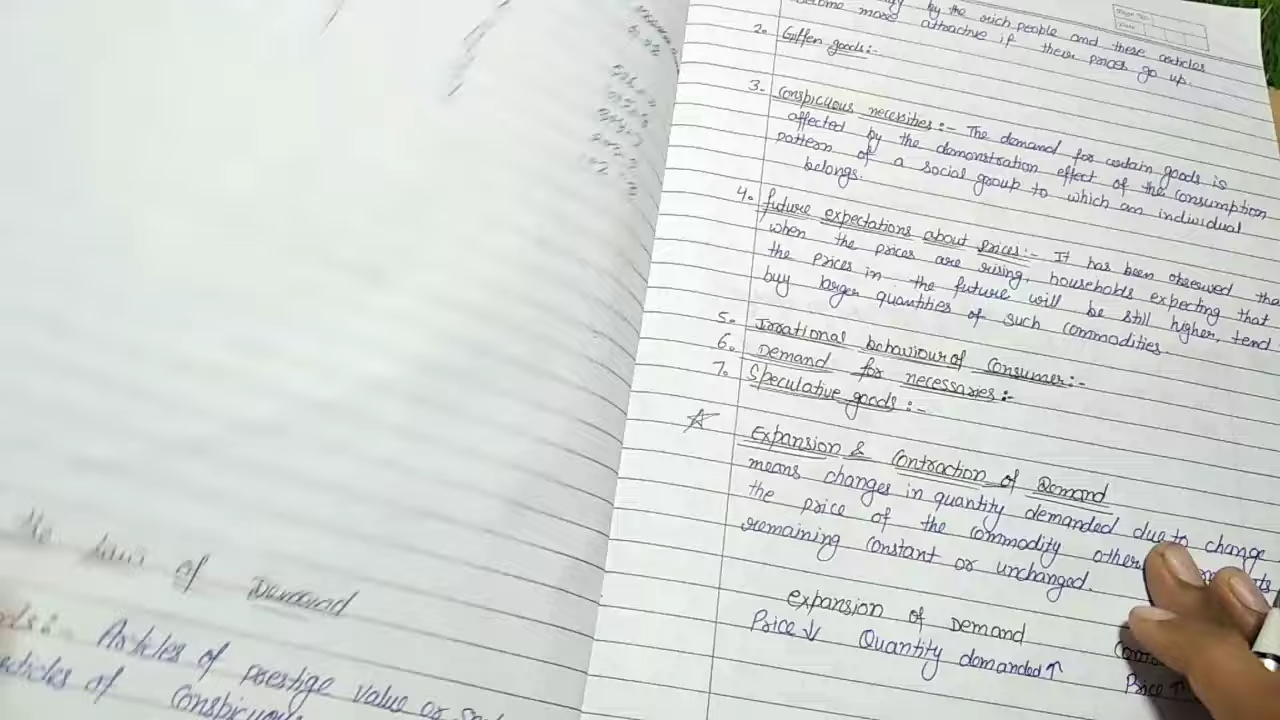 The Law of Demand
Articles of prestige value or
articles of
by the rich people and these articles
become more attractive if their prices go up.
2. Giffen goods:-
3. Conspicuous necessities:- The demand for certain goods is
affected by the demonstration effect of the consumption
pattern of a social group to which an individual
belongs.
4. future expectations about prices:- It has been observed
when the prices are rising, households expecting that
the prices in the future will be still higher, tend
buy larger quantities of such commodities.
5. Irrational behaviour of Consumer:-
6. Demand for necessaries:-
7. Speculative goods:-
Expansion & Contraction of Demand
means changes in quantity demanded due to change
the price of the commodity other
remaining constant or unchanged.
expansion of Demand
Price ↓ Quantity demanded ↑
Price ↑